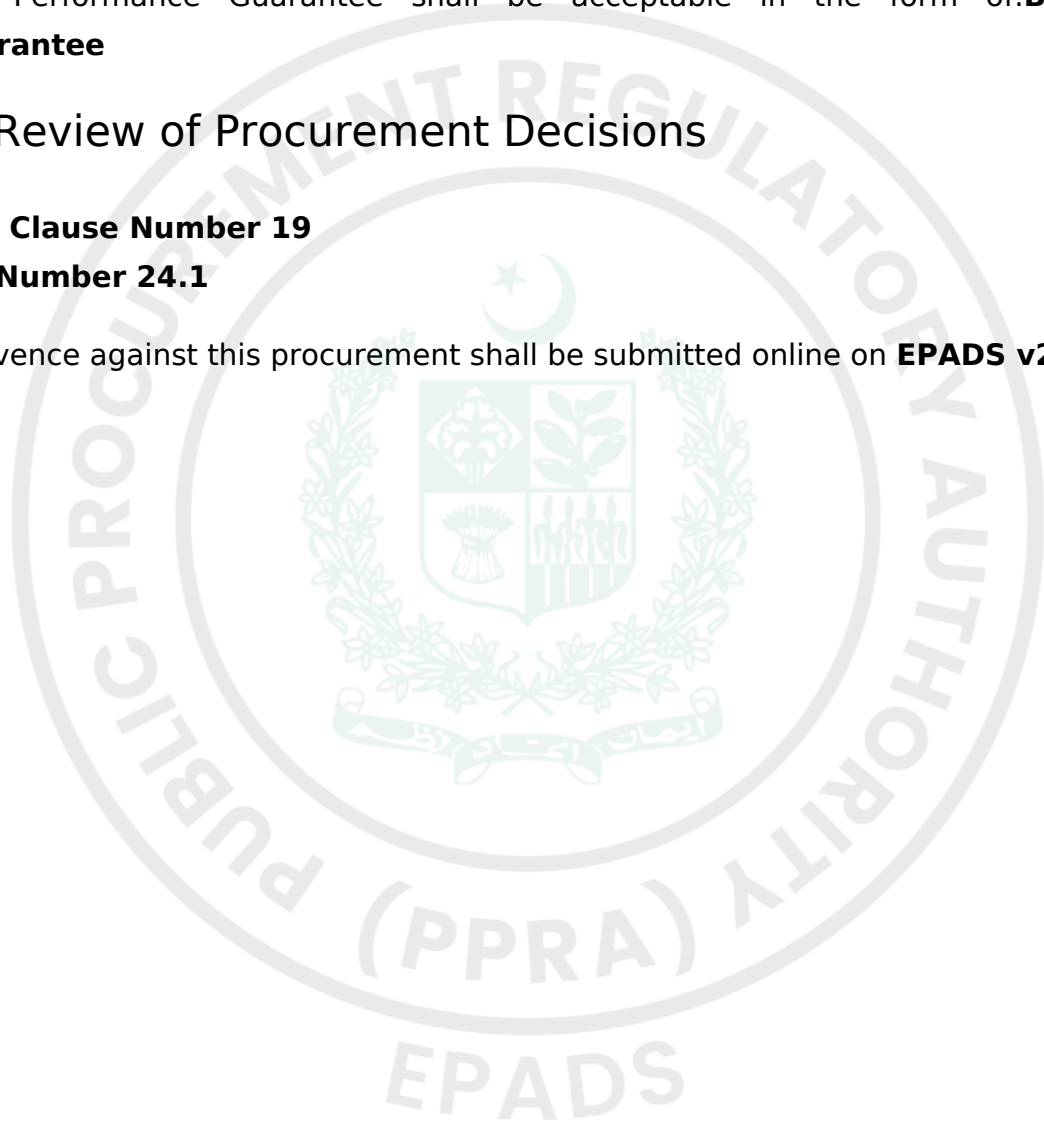 Performance Guarantee shall be acceptable in the form of:
rantee
Review of Procurement Decisions
Clause Number 19
Number 24.1
vence against this procurement shall be submitted online on EPADS v2
PUBLIC PROCUREMENT REGULATORY AUTHORITY
(PPRA)
EPADS